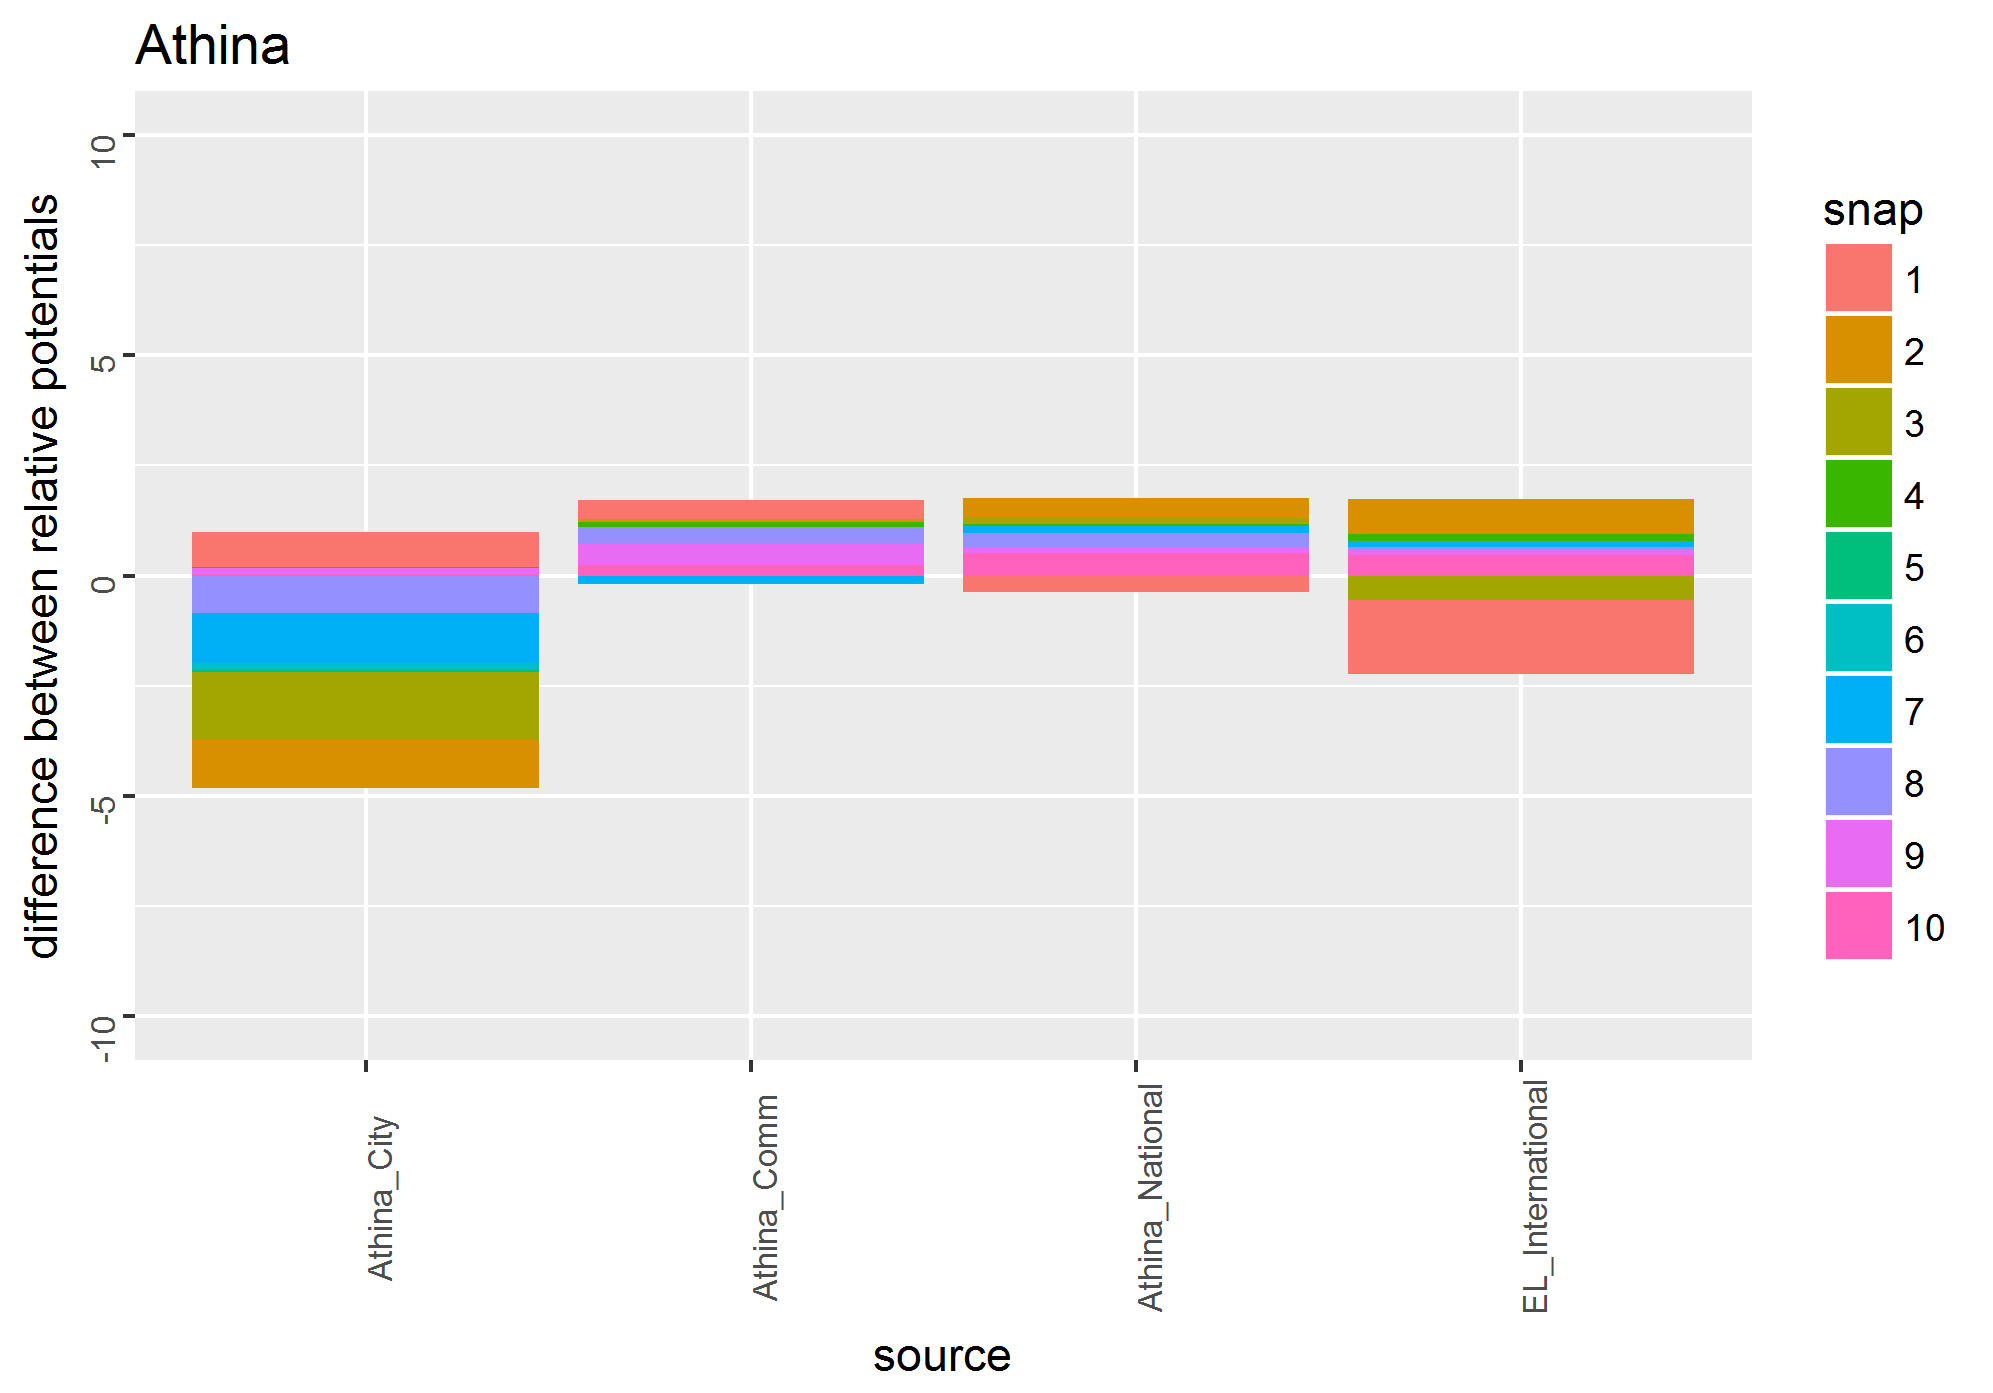 Athina
difference between relative potentials
10
5
0
-5
-10
Athina_City
Athina_Comm
Athina_National
EL_International
source
snap
1
2
3
4
5
6
7
8
9
10